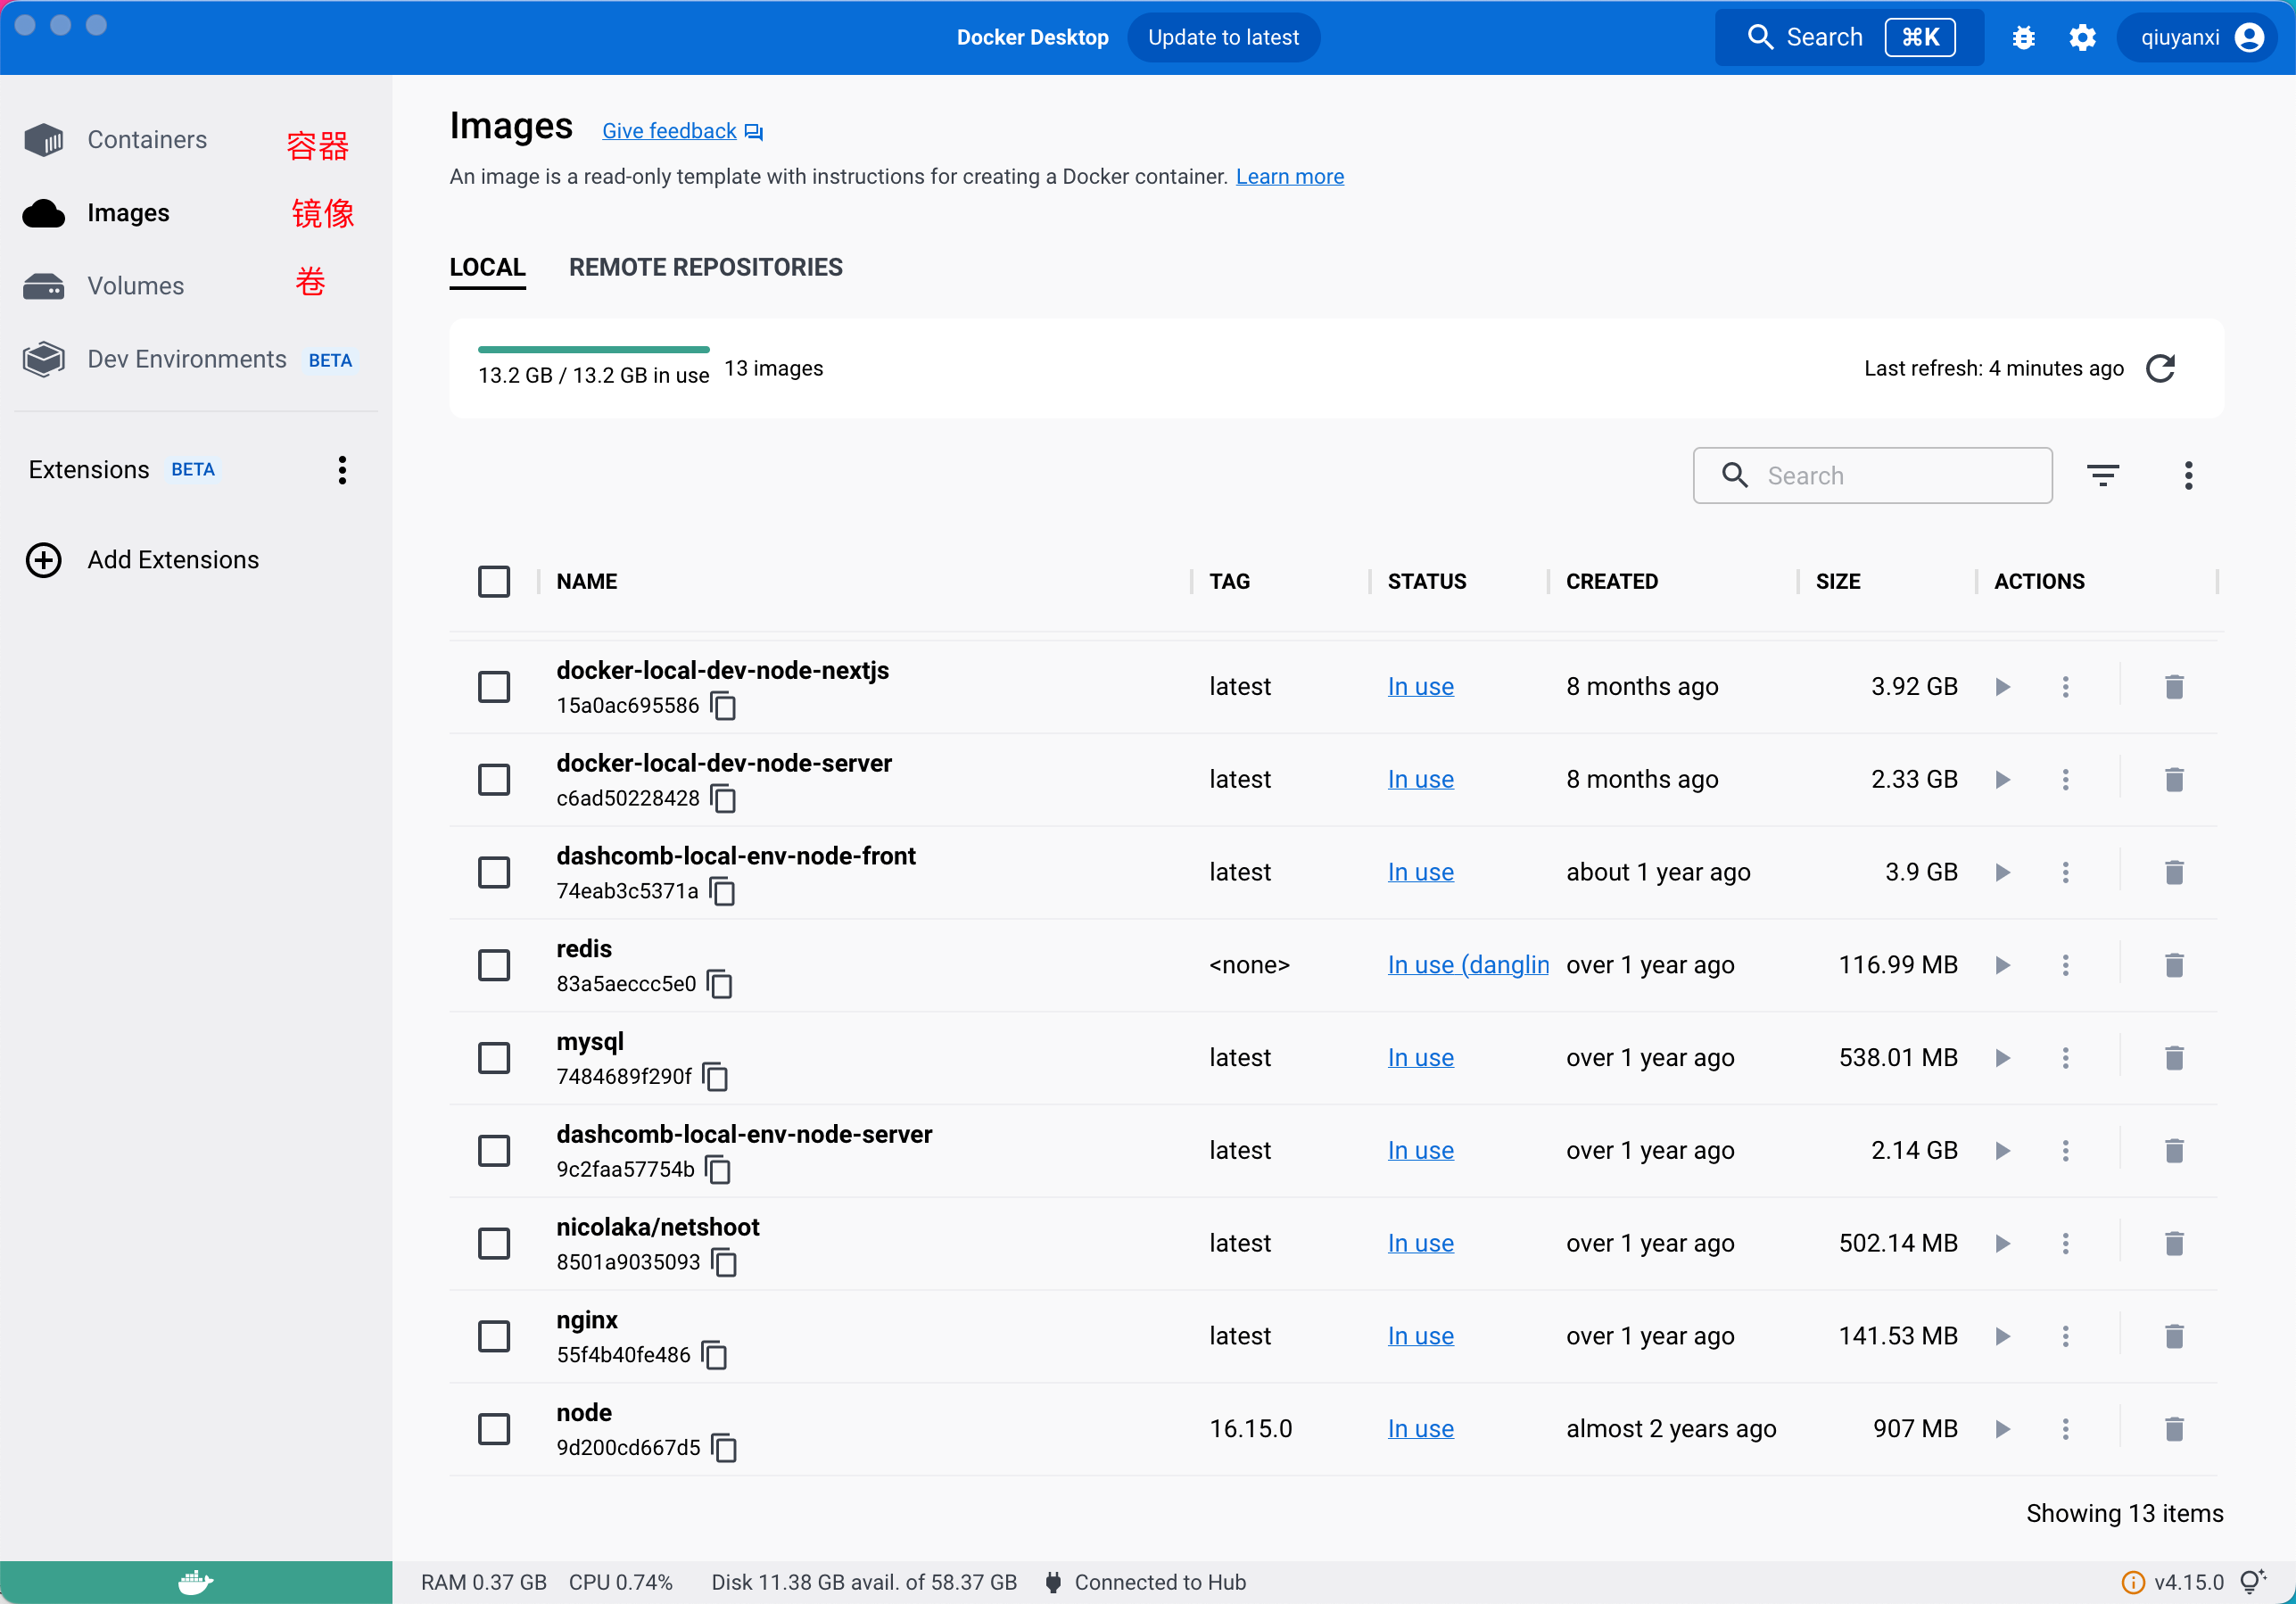 Docker Desktop Update to latest Search ⌘K qiuyanxi
Containers 容器
Images 镜像
Volumes 卷
Dev Environments BETA
Extensions BETA
Add Extensions
Images Give feedback
An image is a read-only template with instructions for creating a Docker container. Learn more
LOCAL REMOTE REPOSITORIES
13.2 GB / 13.2 GB in use 13 images Last refresh: 4 minutes ago
Search
NAME TAG STATUS CREATED SIZE ACTIONS
docker-local-dev-node-nextjs
15a0ac695586 latest In use 8 months ago 3.92 GB
docker-local-dev-node-server
c6ad50228428 latest In use 8 months ago 2.33 GB
dashcomb-local-env-node-front
74eab3c5371a latest In use about 1 year ago 3.9 GB
redis
83a5aeccc5e0 <none> In use (danglin over 1 year ago 116.99 MB
mysql
7484689f290f latest In use over 1 year ago 538.01 MB
dashcomb-local-env-node-server
9c2faa57754b latest In use over 1 year ago 2.14 GB
nicolaka/netshoot
8501a9035093 latest In use over 1 year ago 502.14 MB
nginx
55f4b40fe486 latest In use over 1 year ago 141.53 MB
node
9d200cd667d5 16.15.0 In use almost 2 years ago 907 MB
Showing 13 items
RAM 0.37 GB CPU 0.74% Disk 11.38 GB avail. of 58.37 GB Connected to Hub v4.15.0